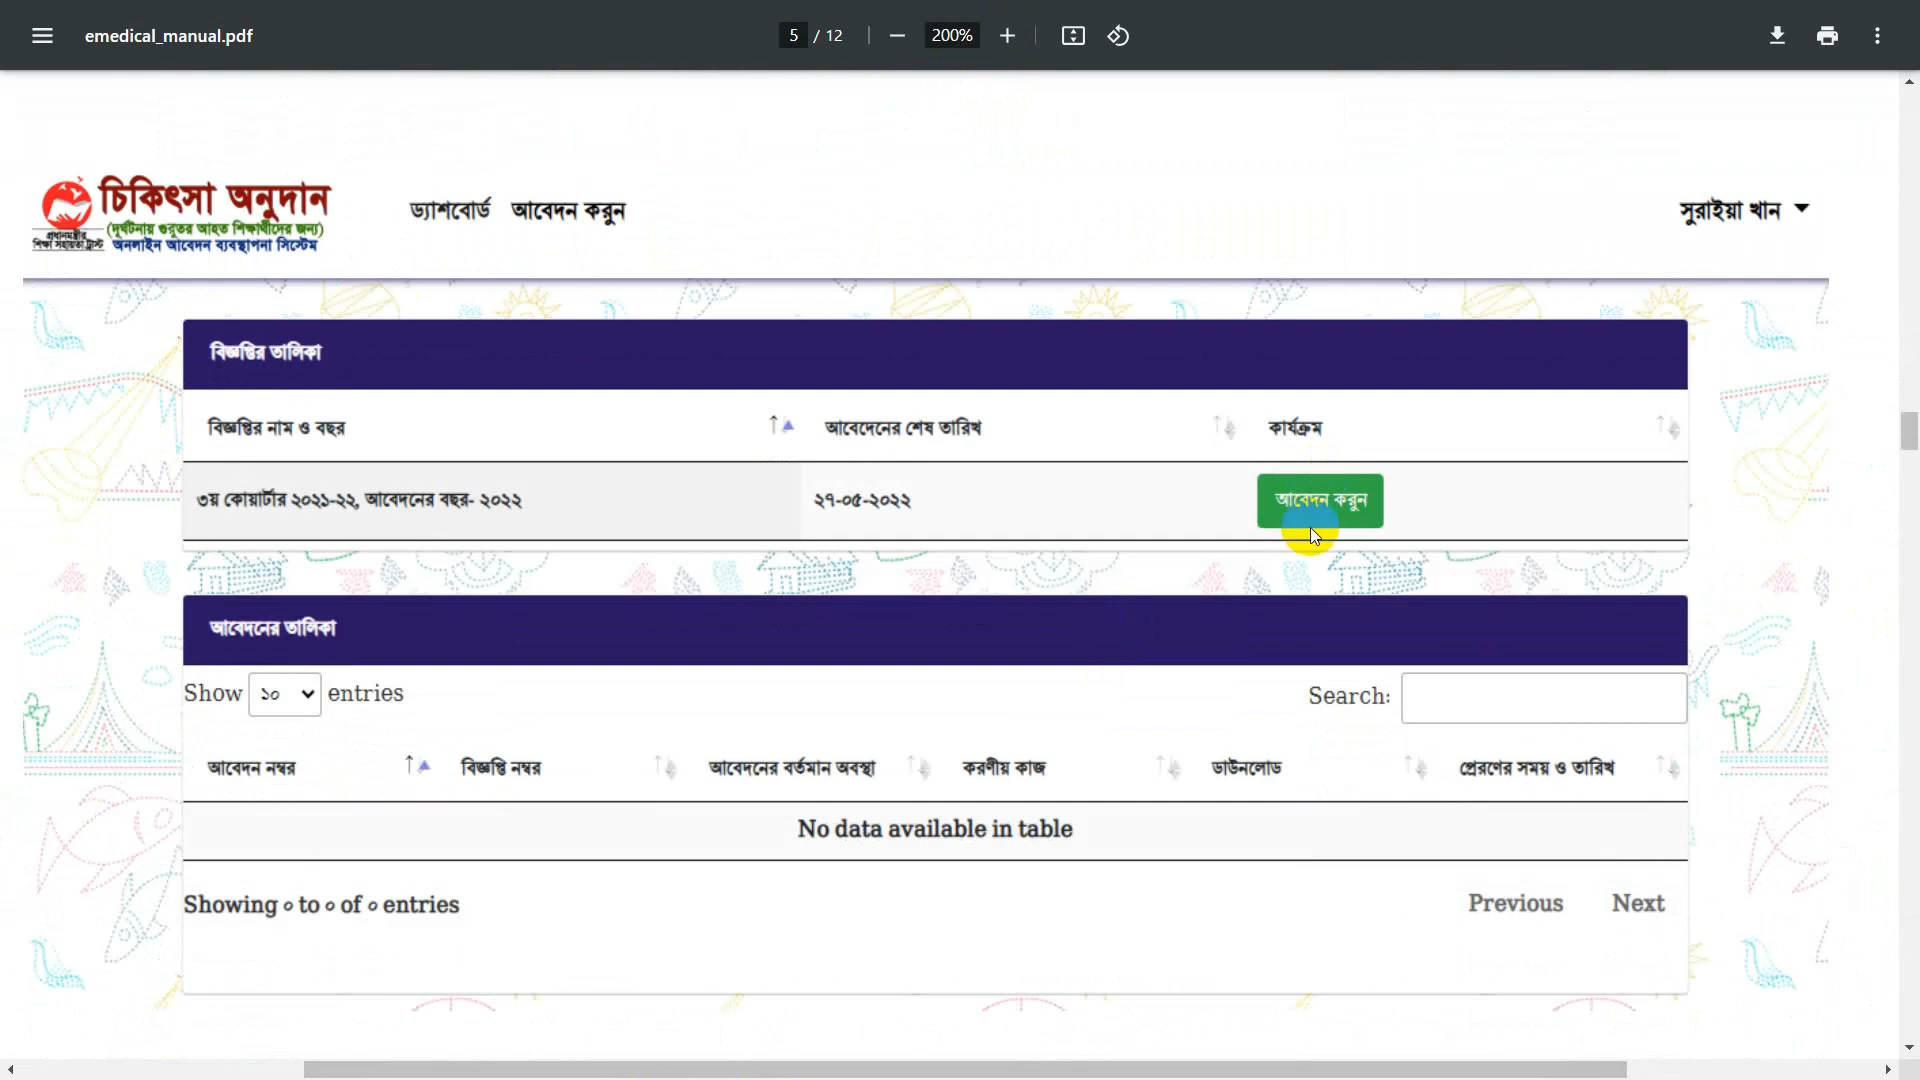 emedical_manual.pdf
5 / 12
200%
চিকিৎসা অনুদান
(দুর্ঘটনায় গুরুতর আহত শিক্ষার্থীদের জন্য)
প্রধানমন্ত্রীর
শিক্ষা সহায়তা ট্রাস্ট
অনলাইন আবেদন ব্যবস্থাপনা সিস্টেম
ড্যাশবোর্ড আবেদন করুন
সুরাইয়া খান
বিজ্ঞপ্তির তালিকা
বিজ্ঞপ্তির নাম ও বছর আবেদেনের শেষ তারিখ কার্যক্রম
৩য় কোয়ার্টার ২০২১-২২, আবেদনের বছর- ২০২২ ২৭-০৫-২০২২ আবেদন করুন
আবেদনের তালিকা
Show ১০ entries Search:
আবেদন নম্বর বিজ্ঞপ্তি নম্বর আবেদনের বর্তমান অবস্থা করণীয় কাজ ডাউনলোড প্রেরণের সময় ও তারিখ
No data available in table
Showing ০ to ০ of ০ entries Previous Next